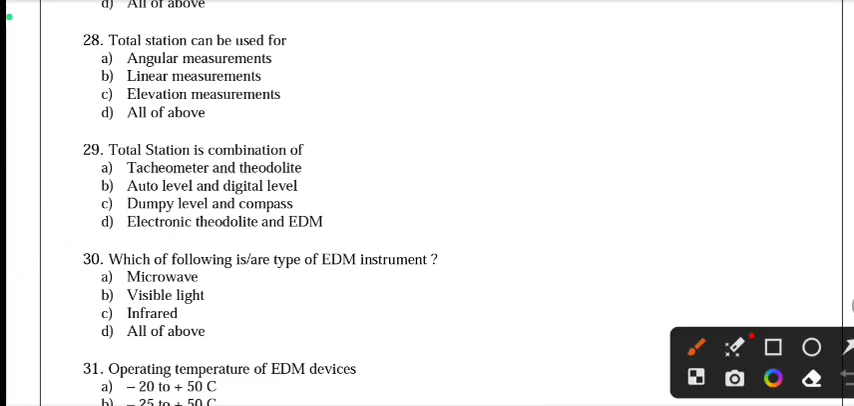 d) All of above
28. Total station can be used for
a) Angular measurements
b) Linear measurements
c) Elevation measurements
d) All of above
29. Total Station is combination of
a) Tacheometer and theodolite
b) Auto level and digital level
c) Dumpy level and compass
d) Electronic theodolite and EDM
30. Which of following is/are type of EDM instrument ?
a) Microwave
b) Visible light
c) Infrared
d) All of above
31. Operating temperature of EDM devices
a) – 20 to + 50 C
b) – 25 to + 50 C